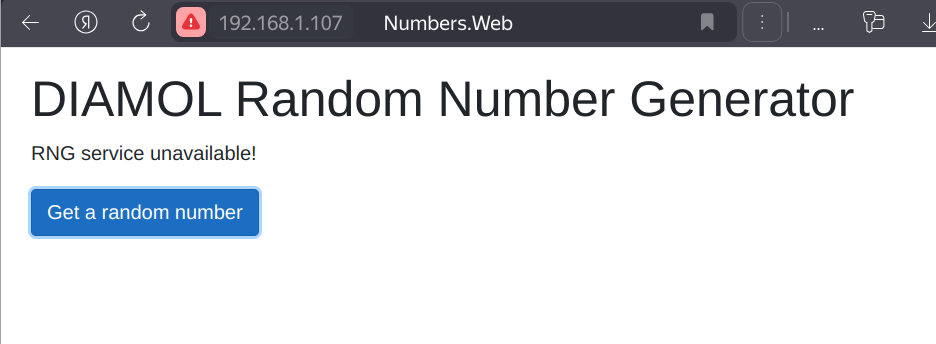 Я 192.168.1.107 Numbers.Web ...
DIAMOL Random Number Generator
RNG service unavailable!
Get a random number